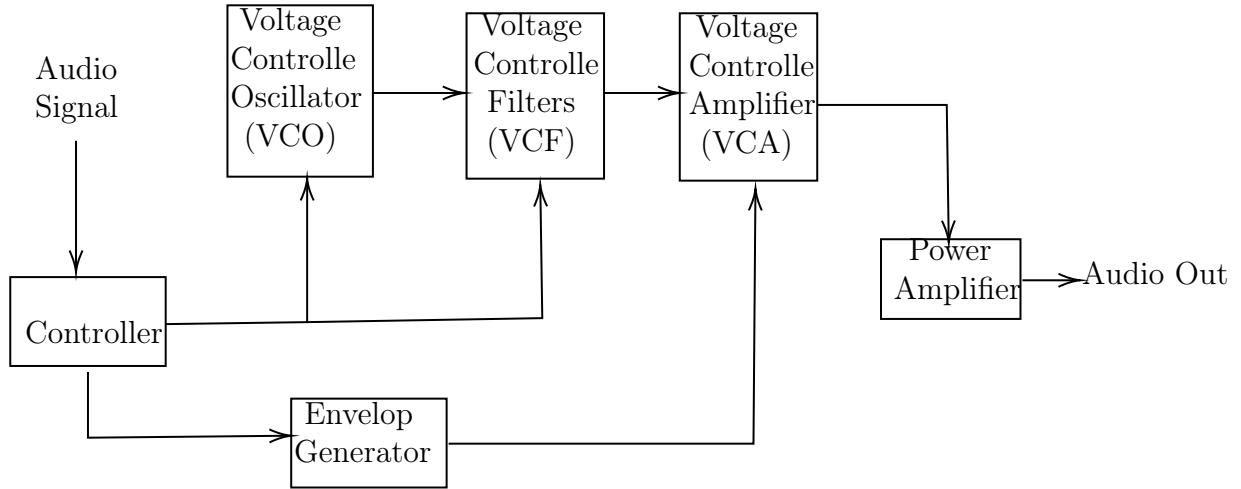 Audio
Signal
Voltage
Controlle
Oscillator
(VCO)
Voltage
Controlle
Filters
(VCF)
Voltage
Controlle
Amplifier
(VCA)
Controller
Envelop
Generator
Power
Amplifier
Audio Out